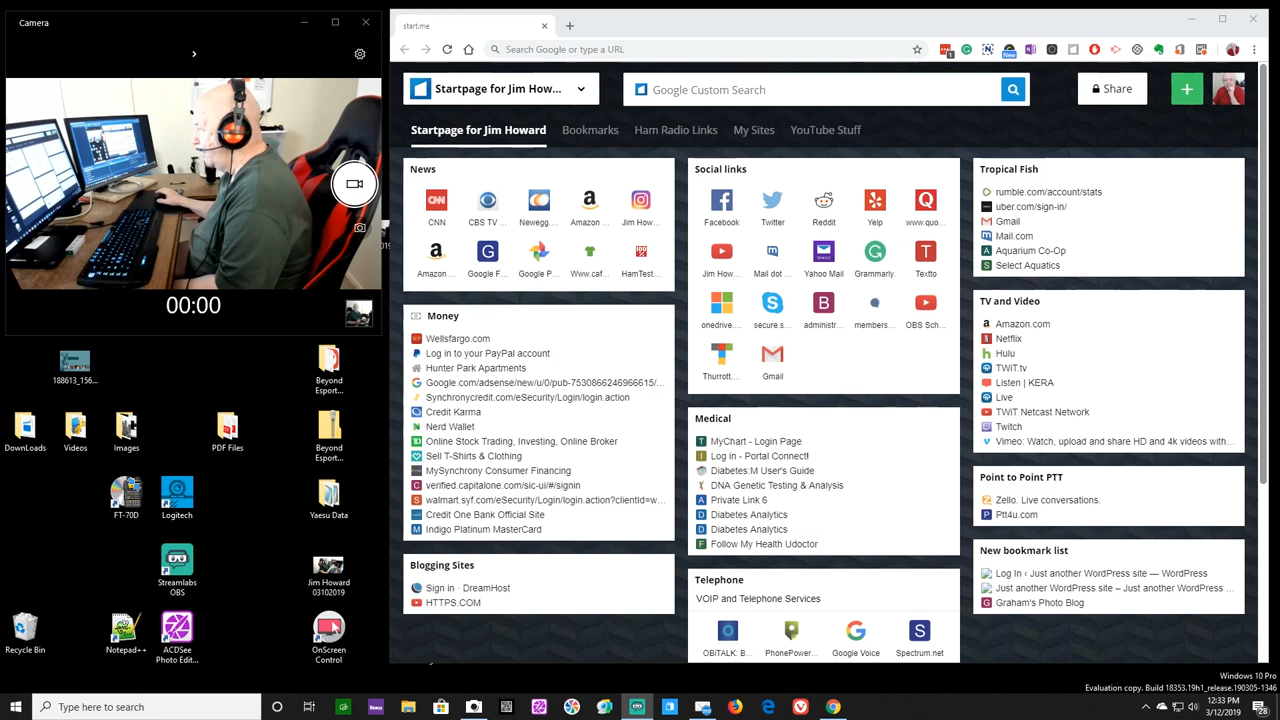 Camera
00:00
188613_156...
DownLoads
Videos
Images
PDF Files
Beyond Esport...
Beyond Esport...
FT-70D
Logitech
Yaesu Data
Streamlabs OBS
Jim Howard 03102019
Recycle Bin
Notepad++
ACDSee Photo Edit...
OnScreen Control
start.me
Search Google or type a URL
1
New
Startpage for Jim How...
Google Custom Search
Share
Startpage for Jim Howard Bookmarks Ham Radio Links My Sites YouTube Stuff
News
CNN
CBS TV ...
Newegg...
Amazon ...
Jim How...
Amazon ...
Google F...
Google P...
Www.caf...
HamTest...
Money
Wellsfargo.com
Log in to your PayPal account
Hunter Park Apartments
Google.com/adsense/new/u/0/pub-7530866246966615/...
Synchronycredit.com/eSecurity/Login/login.action
Credit Karma
Nerd Wallet
Online Stock Trading, Investing, Online Broker
Sell T-Shirts & Clothing
MySynchrony Consumer Financing
verified.capitalone.com/sic-ui/#/signin
walmart.syf.com/eSecurity/Login/login.action?clientId=w...
Credit One Bank Official Site
Indigo Platinum MasterCard
Blogging Sites
Sign in · DreamHost
HTTPS.COM
Social links
Facebook
Twitter
Reddit
Yelp
www.quo...
Jim How...
Mail dot ...
Yahoo Mail
Grammarly.
Textto
onedrive....
secure.s...
administr...
members...
OBS Sch...
Thurrott....
Gmail
Medical
MyChart - Login Page
Log in - Portal Connect!
Diabetes:M User's Guide
DNA Genetic Testing & Analysis
Private Link 6
Diabetes Analytics
Diabetes Analytics
Follow My Health Udoctor
Telephone
VOIP and Telephone Services
OBiTALK: B...
PhonePower...
Google Voice
Spectrum.net
Tropical Fish
rumble.com/account/stats
uber.com/sign-in/
Gmail
Mail.com
Aquarium Co-Op
Select Aquatics
TV and Video
Amazon.com
Netflix
Hulu
TWiT.tv
Listen | KERA
Live
TWiT Netcast Network
Twitch
Vimeo: Watch, upload and share HD and 4k videos with...
Point to Point PTT
Zello. Live conversations.
Ptt4u.com
New bookmark list
Log In ‹ Just another WordPress site — WordPress
Just another WordPress site – Just another WordPress ...
Graham's Photo Blog
Windows 10 Pro
Evaluation copy. Build 18353.19h1_release.190305-1346
Type here to search
Roku
12:33 PM
3/12/2019
28